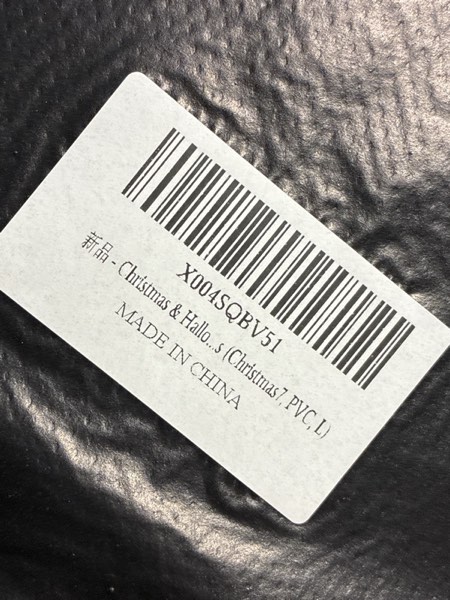 X004SQBV51
新品 - Christmas & Hallo...s (Christmas7, PVC, L)
MADE IN CHINA